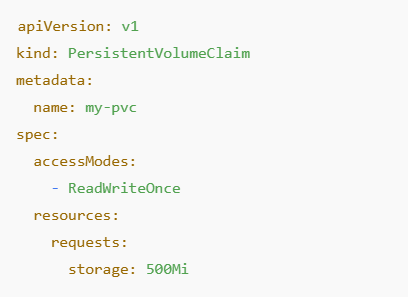 apiVersion: v1
kind: PersistentVolumeClaim
metadata:
  name: my-pvc
spec:
  accessModes:
    - ReadWriteOnce
  resources:
    requests:
      storage: 500Mi